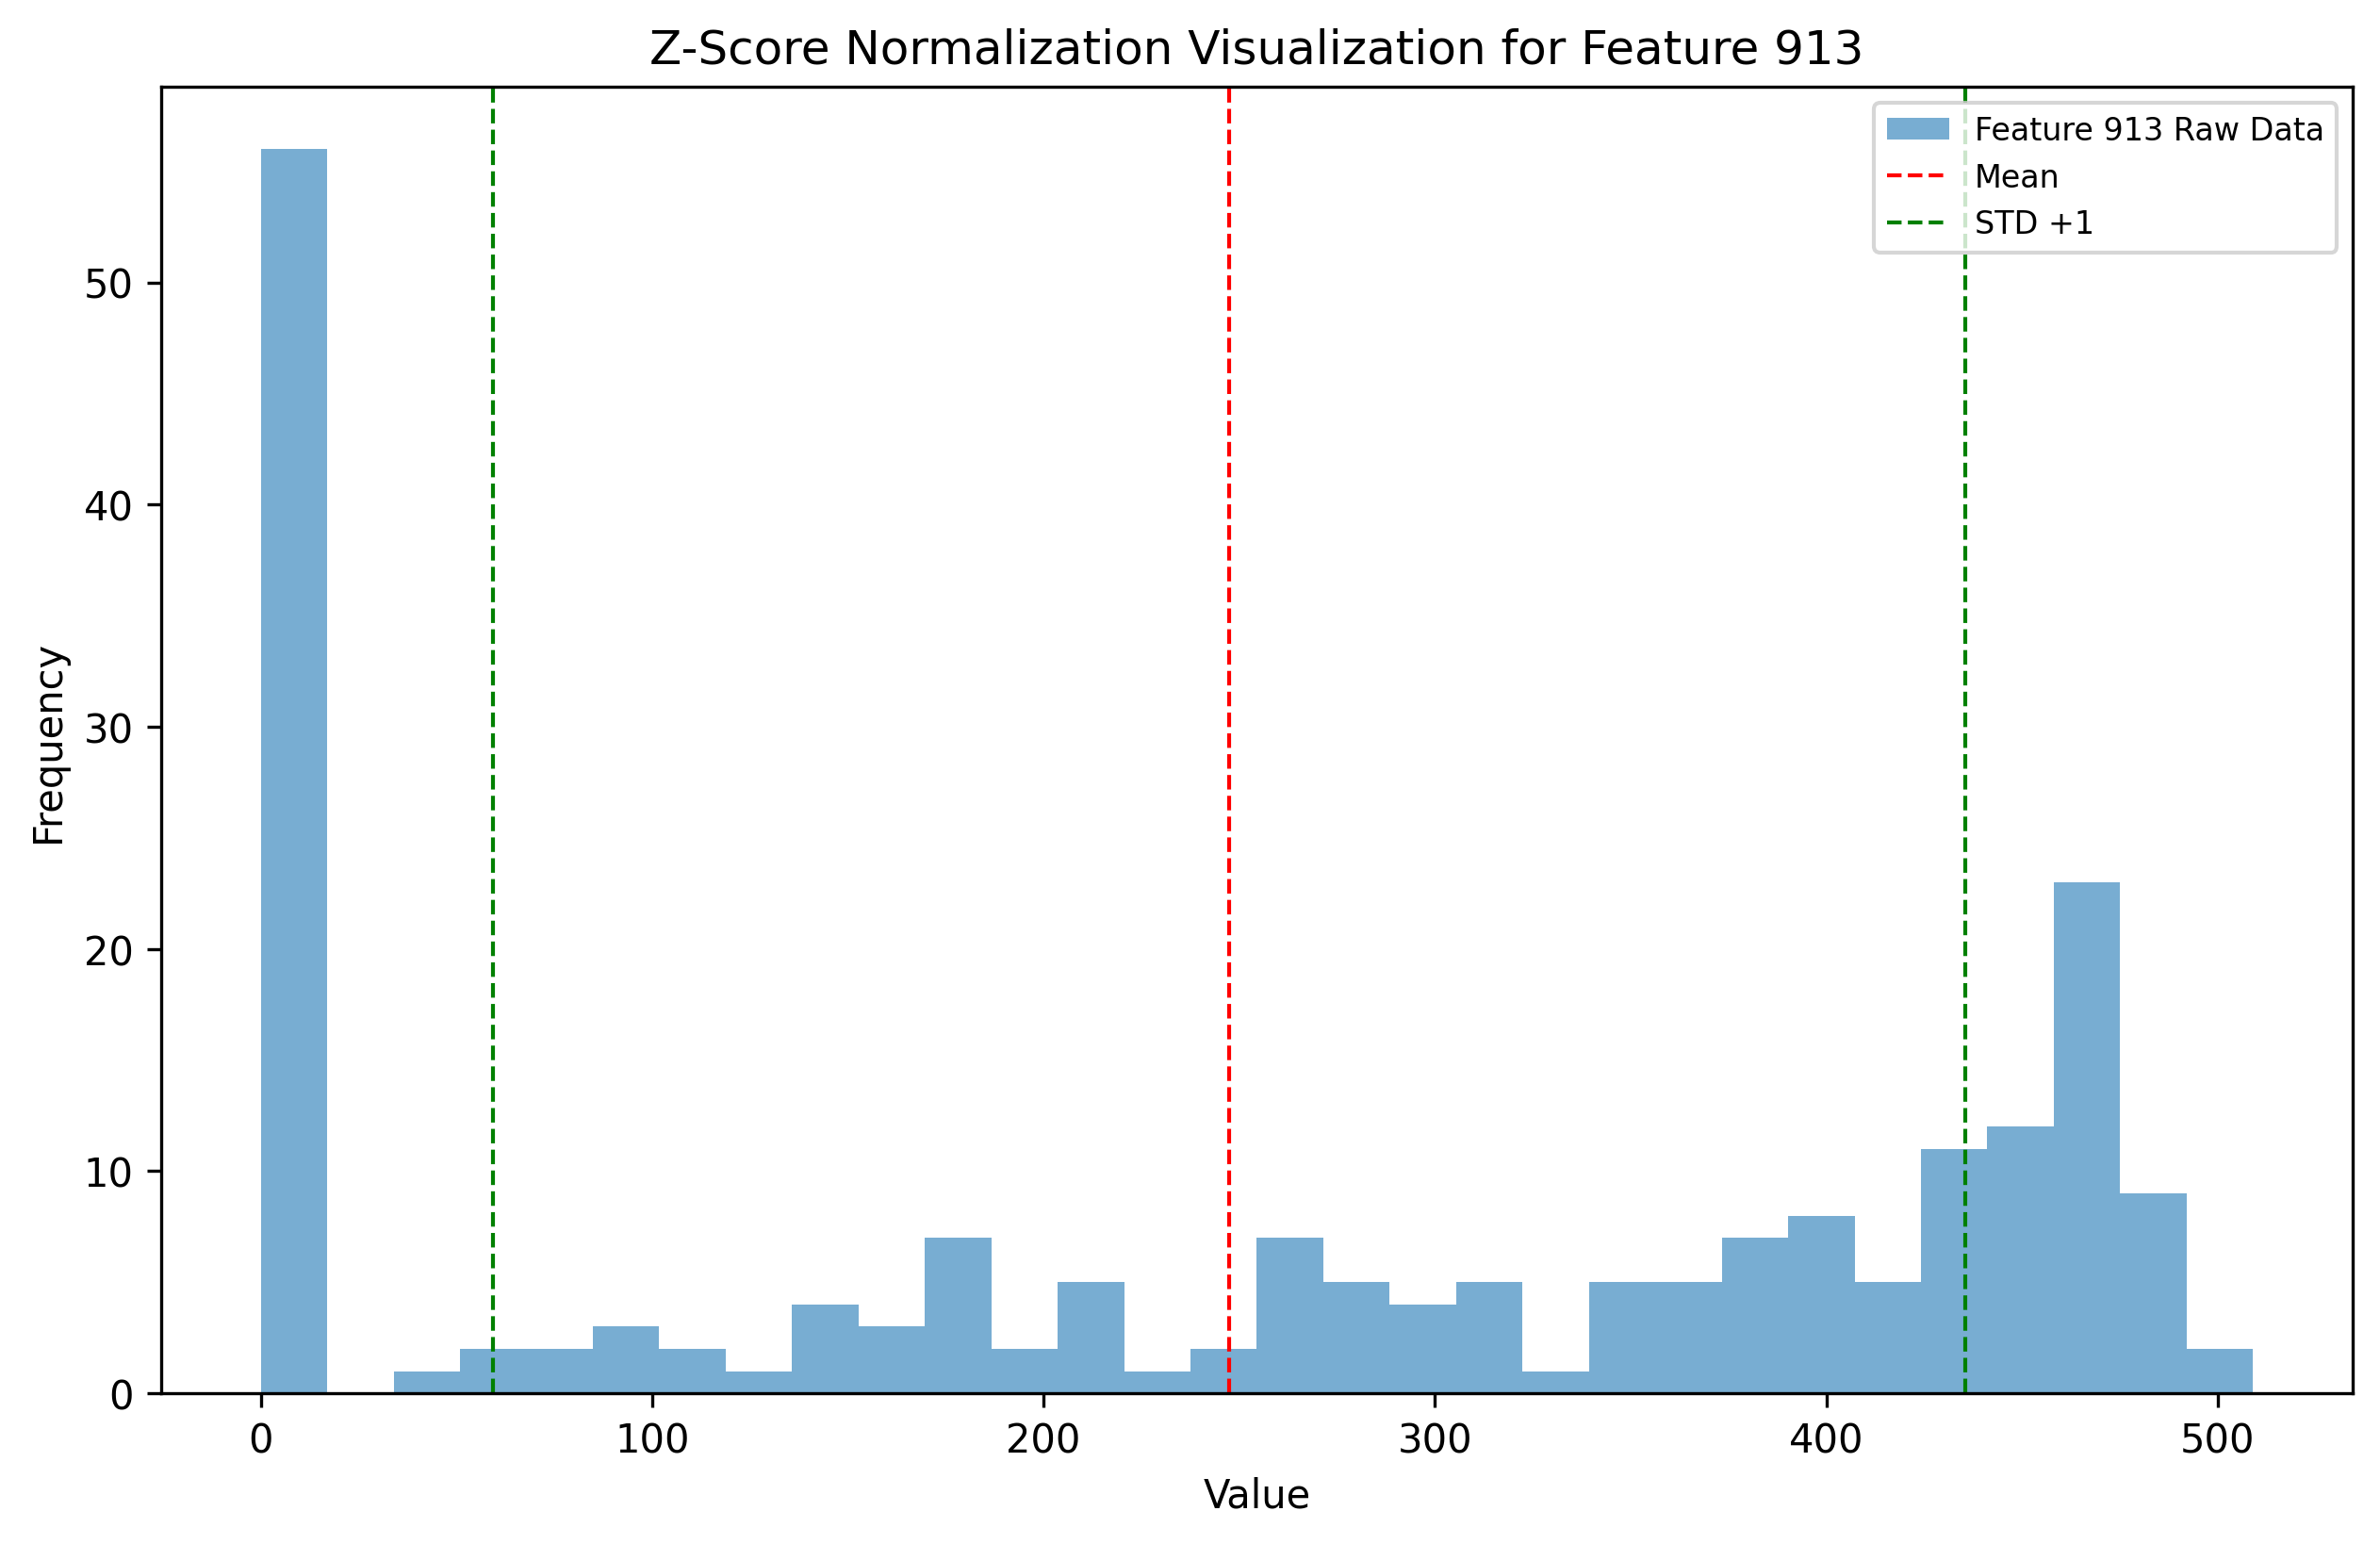 Z-Score Normalization Visualization for Feature 913
Feature 913 Raw Data
Mean
STD +1
Frequency
50
40
30
20
10
0
0 100 200 300 400 500
Value